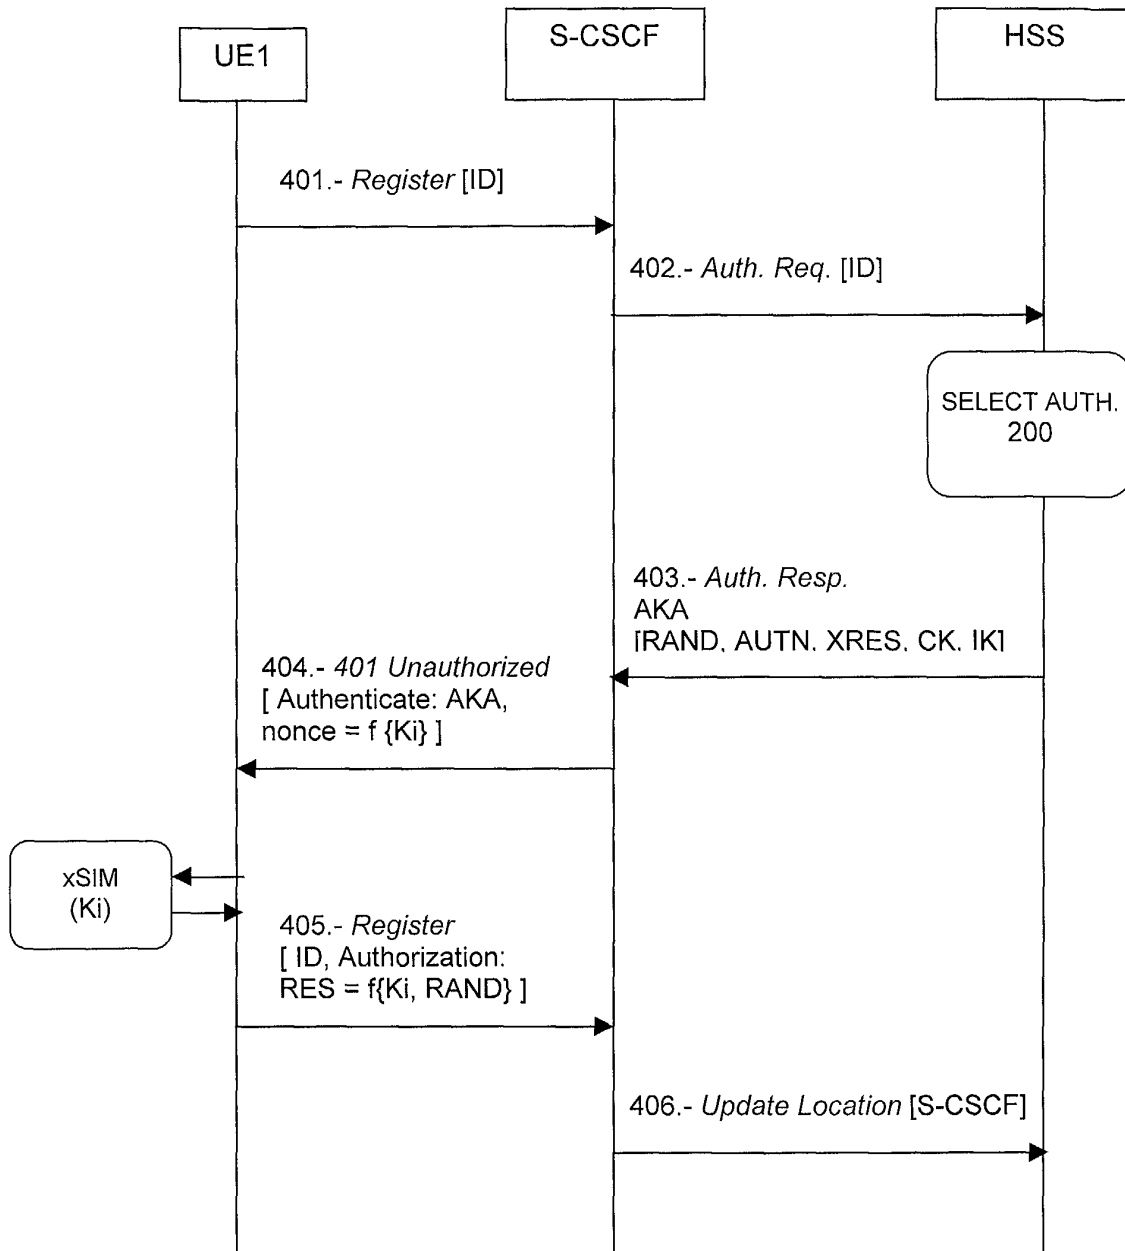 UE1
S-CSCF
HSS
401.- Register [ID]
402.- Auth. Req. [ID]
SELECT AUTH.
200
403.- Auth. Resp.
AKA
[RAND, AUTN, XRES, CK, IK]
404.- 401 Unauthorized
[ Authenticate: AKA,
nonce = f {Ki} ]
xSIM
(Ki)
405.- Register
[ ID, Authorization:
RES = f{Ki, RAND} ]
406.- Update Location [S-CSCF]